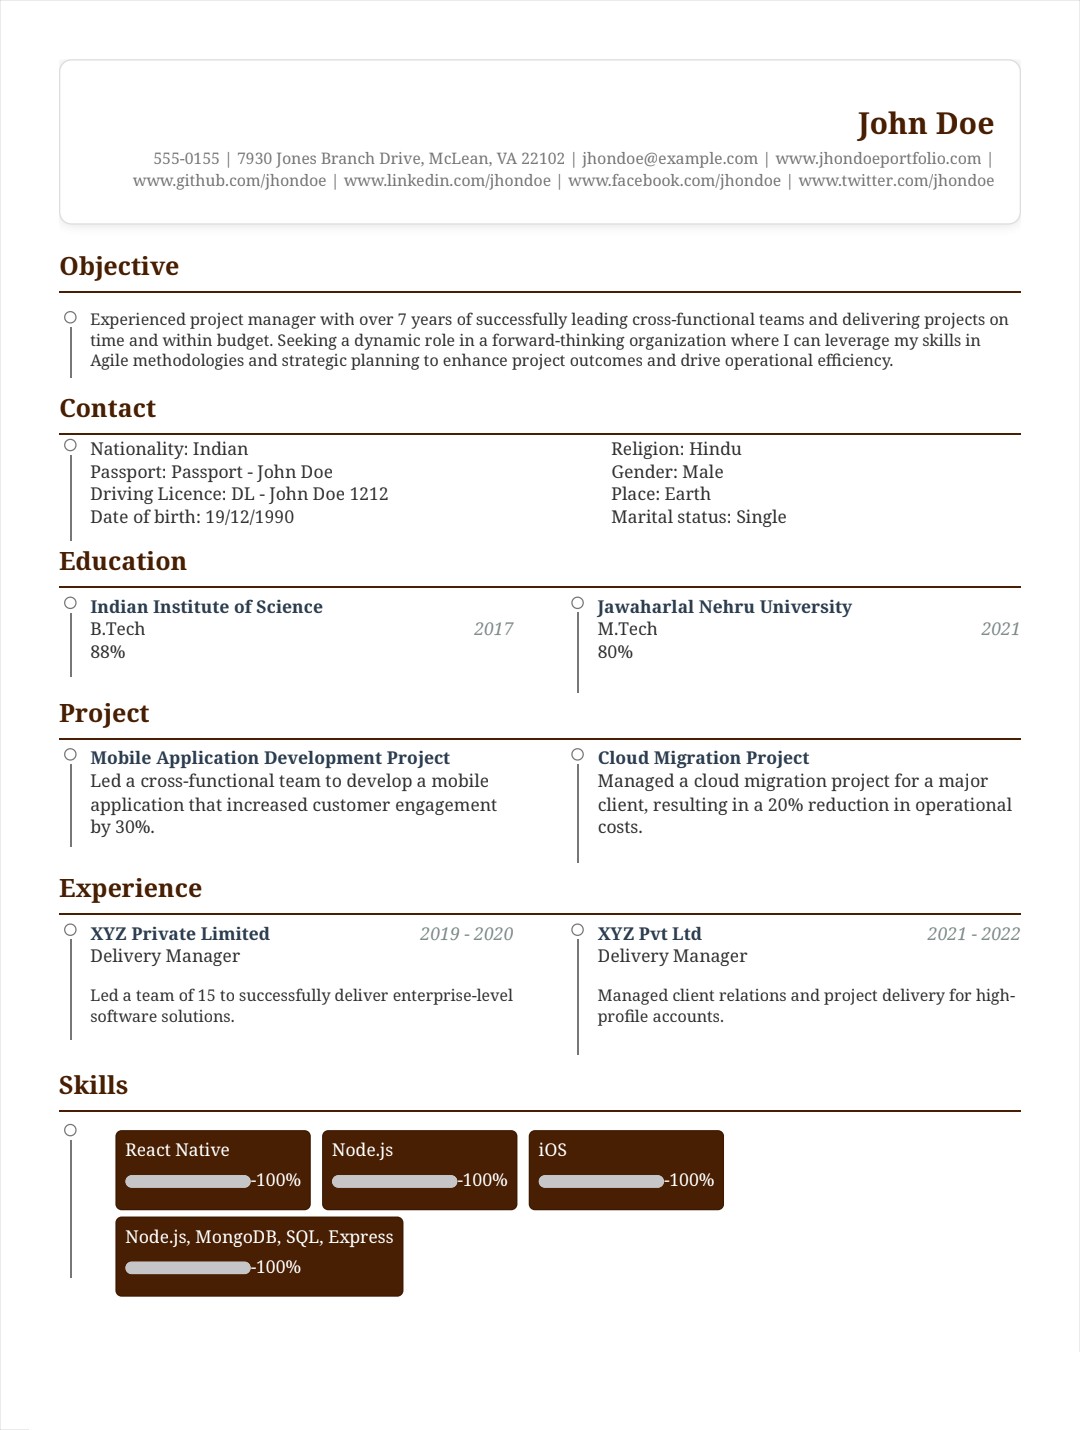 John Doe
555-0155 | 7930 Jones Branch Drive, McLean, VA 22102 | jhondoe@example.com | www.jhondoeportfolio.com |
www.github.com/jhondoe | www.linkedin.com/jhondoe | www.facebook.com/jhondoe | www.twitter.com/jhondoe
Objective
Experienced project manager with over 7 years of successfully leading cross-functional teams and delivering projects on
time and within budget. Seeking a dynamic role in a forward-thinking organization where I can leverage my skills in
Agile methodologies and strategic planning to enhance project outcomes and drive operational efficiency.
Contact
Nationality: Indian
Passport: Passport - John Doe
Driving Licence: DL - John Doe 1212
Date of birth: 19/12/1990
Religion: Hindu
Gender: Male
Place: Earth
Marital status: Single
Education
Indian Institute of Science
B.Tech 2017
88%
Jawaharlal Nehru University
M.Tech 2021
80%
Project
Mobile Application Development Project
Led a cross-functional team to develop a mobile
application that increased customer engagement
by 30%.
Cloud Migration Project
Managed a cloud migration project for a major
client, resulting in a 20% reduction in operational
costs.
Experience
XYZ Private Limited 2019 - 2020
Delivery Manager
Led a team of 15 to successfully deliver enterprise-level
software solutions.
XYZ Pvt Ltd 2021 - 2022
Delivery Manager
Managed client relations and project delivery for high-
profile accounts.
Skills
React Native
-100%
Node.js
-100%
iOS
-100%
Node.js, MongoDB, SQL, Express
-100%